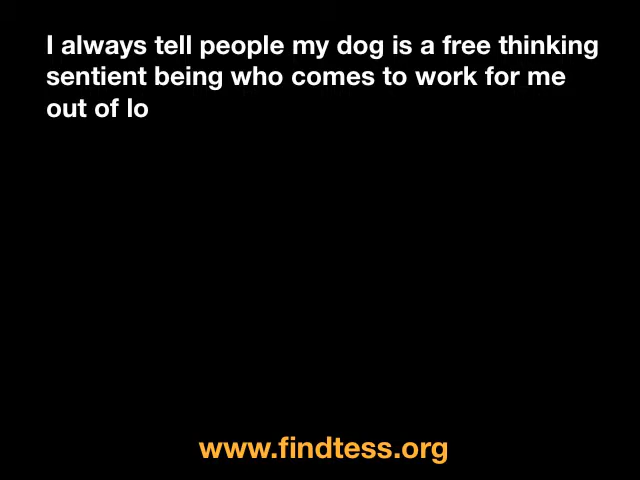 I always tell people my dog is a free thinking
sentient being who comes to work for me
out of lo
www.findtess.org